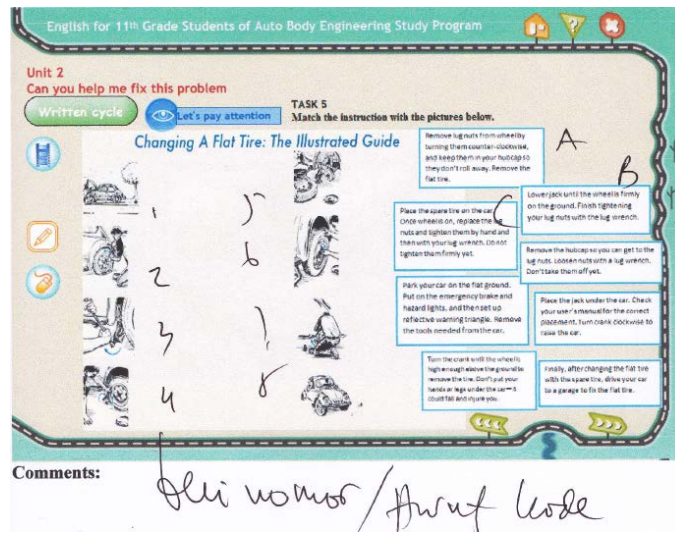 English for 11th Grade Students of Auto Body Engineering Study Program
Unit 2
Can you help me fix this problem
Written cycle
Let's pay attention
TASK 5
Match the instruction with the pictures below.
Changing A Flat Tire: The Illustrated Guide
1
2
3
4
5
6
8
Remove lug nuts from wheel by
turning them counter-clockwise,
and keep them in your hubcap so
they don't roll away. Remove the
flat tire.
A
B
Lower jack until the wheel is firmly
on the ground. Finish tightening
your lug nuts with the lug wrench.
C
Place the spare tire on the car.
Once wheel is on, replace the lug
nuts and tighten them by hand and
then with your lug wrench. Do not
tighten them firmly yet.
Remove the hubcap so you can get to the
lug nuts. Loosen nuts with a lug wrench.
Don't take them off yet.
Park your car on the flat ground.
Put on the emergency brake and
hazard lights, and then set up
reflective warning triangle. Remove
the tools needed from the car.
Place the jack under the car. Check
your user's manual for the correct
placement. Turn crank clockwise to
raise the car.
Turn the crank until the wheel is
high enough above the ground to
remove the tire. Don't put your
hands or legs under the car—it
could fall and injure you.
Finally, after changing the flat tire
with the spare tire, drive your car
to a garage to fix the flat tire.
Comments:
nomor / kode